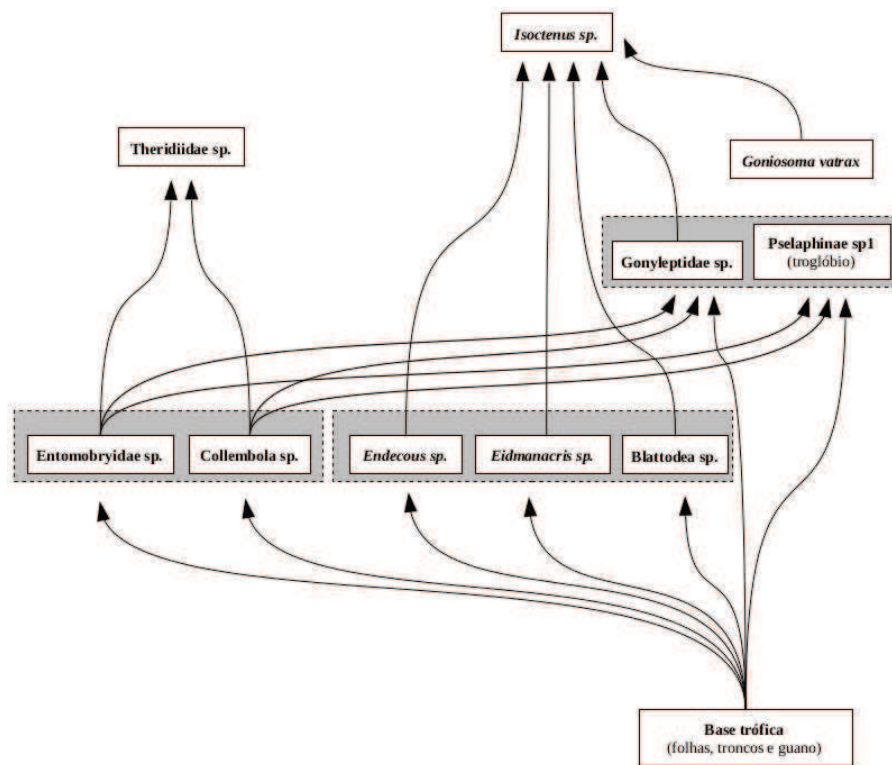 Isoctenus sp.
Theridiidae sp.
Goniosoma vatrax
Gonyleptidae sp.
Pselaphinae sp1
(troglóbio)
Entomobryidae sp.
Collembola sp.
Endecous sp.
Eidmanacris sp.
Blattodea sp.
Base trófica
(folhas, troncos e guano)